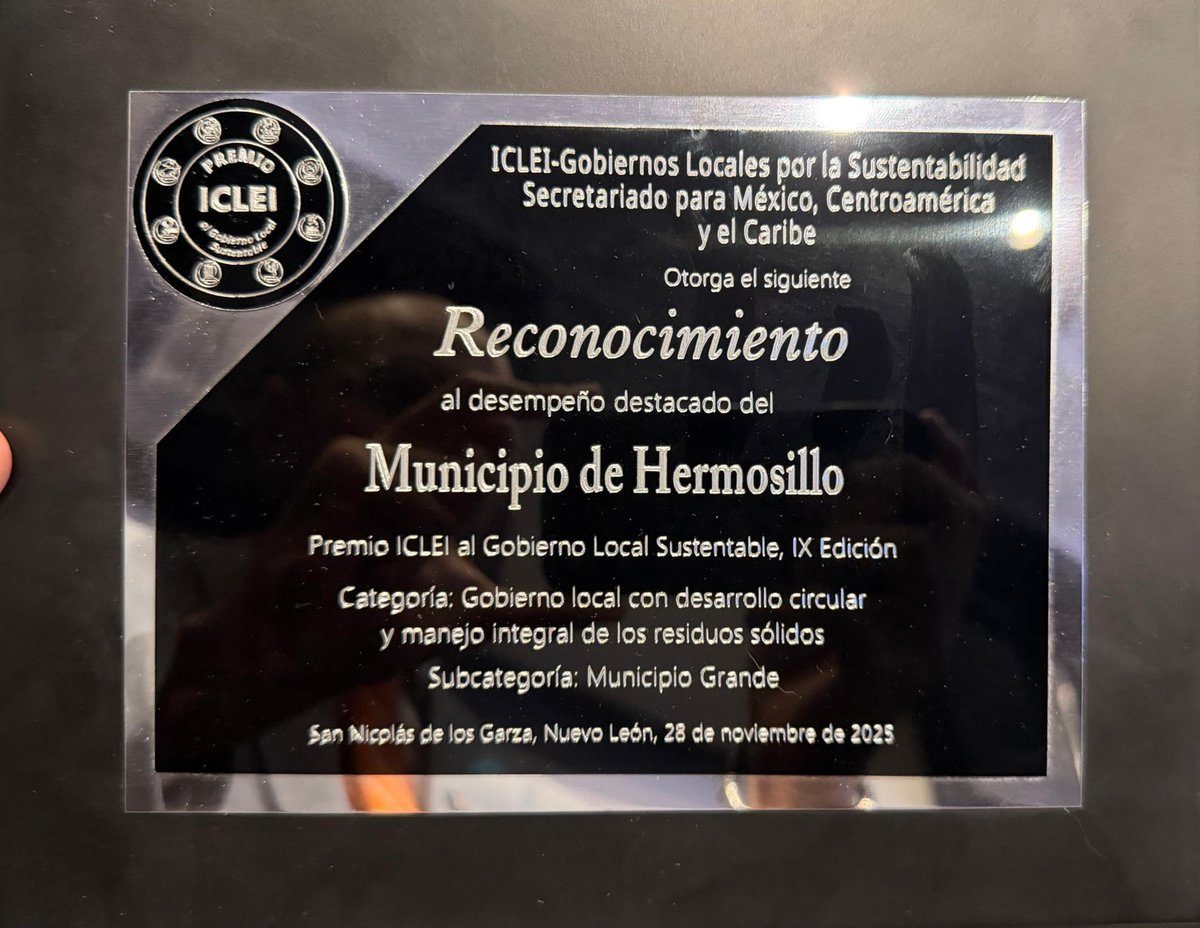 PREMIO
ICLEI
al Gobierno Local
Sustentable
ICLEI-Gobiernos Locales por la Sustentabilidad
Secretariado para México, Centroamérica
y el Caribe
Otorga el siguiente
Reconocimiento
al desempeño destacado del
Municipio de Hermosillo
Premio ICLEI al Gobierno Local Sustentable, IX Edición
Categoría: Gobierno local con desarrollo circular
y manejo integral de los residuos sólidos
Subcategoría: Municipio Grande
San Nicolás de los Garza, Nuevo León, 28 de noviembre de 2025